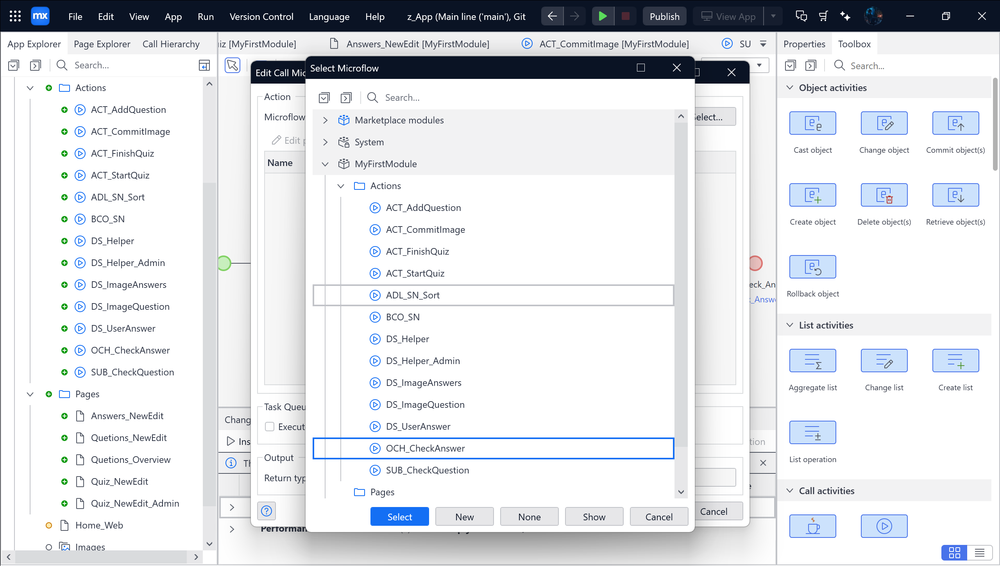 mx File Edit View App Run Version Control Language Help z_App (Main line ('main'), Git Publish View App
App Explorer Page Explorer Call Hierarchy
Search...
Actions
ACT_AddQuestion
ACT_CommitImage
ACT_FinishQuiz
ACT_StartQuiz
ADL_SN_Sort
BCO_SN
DS_Helper
DS_Helper_Admin
DS_ImageAnswers
DS_ImageQuestion
DS_UserAnswer
OCH_CheckAnswer
SUB_CheckQuestion
Pages
Answers_NewEdit
Quetions_NewEdit
Quetions_Overview
Quiz_NewEdit
Quiz_NewEdit_Admin
Home_Web
Images
iz [MyFirstModule] Answers_NewEdit [MyFirstModule] ACT_CommitImage [MyFirstModule] SU
Edit Call Mic
Action
Microflow
Select...
Edit p
Name
Task Queu
Execut
Output
Return typ
Cancel
Select Microflow
Search...
Marketplace modules
System
MyFirstModule
Actions
ACT_AddQuestion
ACT_CommitImage
ACT_FinishQuiz
ACT_StartQuiz
ADL_SN_Sort
BCO_SN
DS_Helper
DS_Helper_Admin
DS_ImageAnswers
DS_ImageQuestion
DS_UserAnswer
OCH_CheckAnswer
SUB_CheckQuestion
Pages
Select New None Show Cancel
eck_An
_Answ
Chang
Ins
tion
Th
Performan
Properties Toolbox
Search...
Object activities
Cast object Change object Commit object(s)
Create object Delete object(s) Retrieve object(s)
Rollback object
List activities
Aggregate list Change list Create list
List operation
Call activities